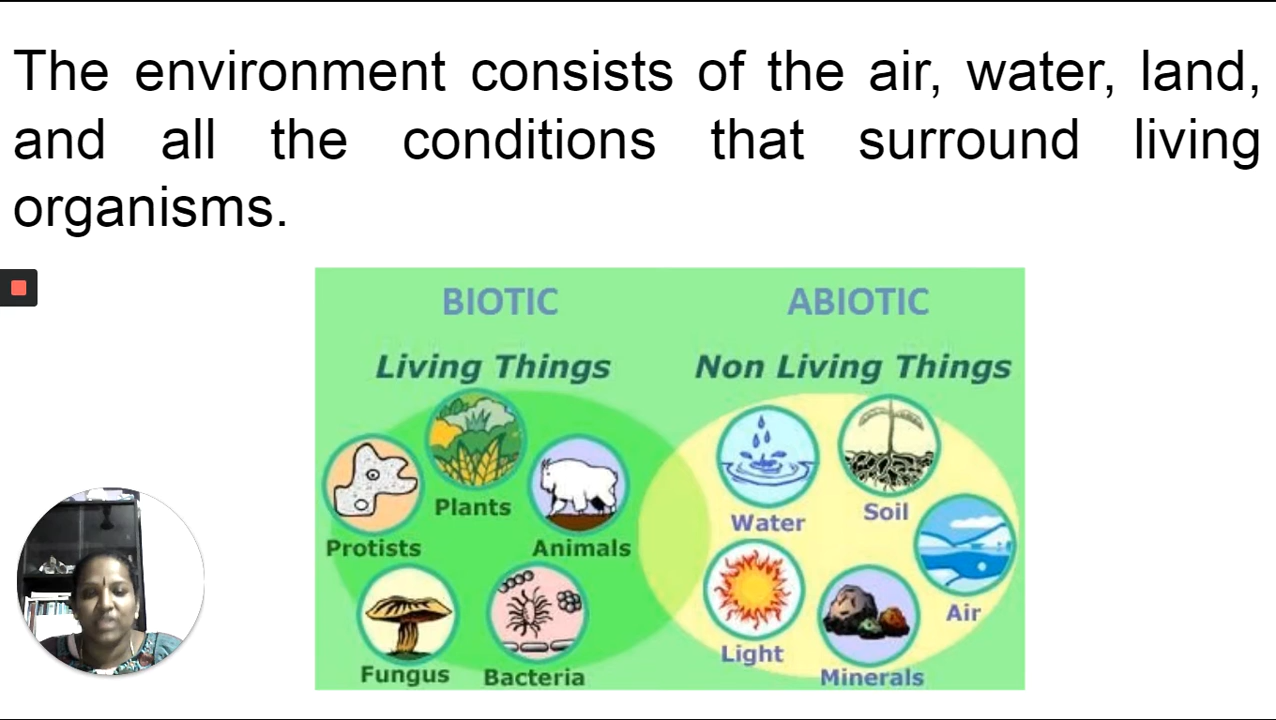 The environment consists of the air, water, land,
and all the conditions that surround living
organisms.
BIOTIC
ABIOTIC
Living Things
Non Living Things
Protists
Plants
Animals
Fungus
Bacteria
Water
Soil
Air
Light
Minerals